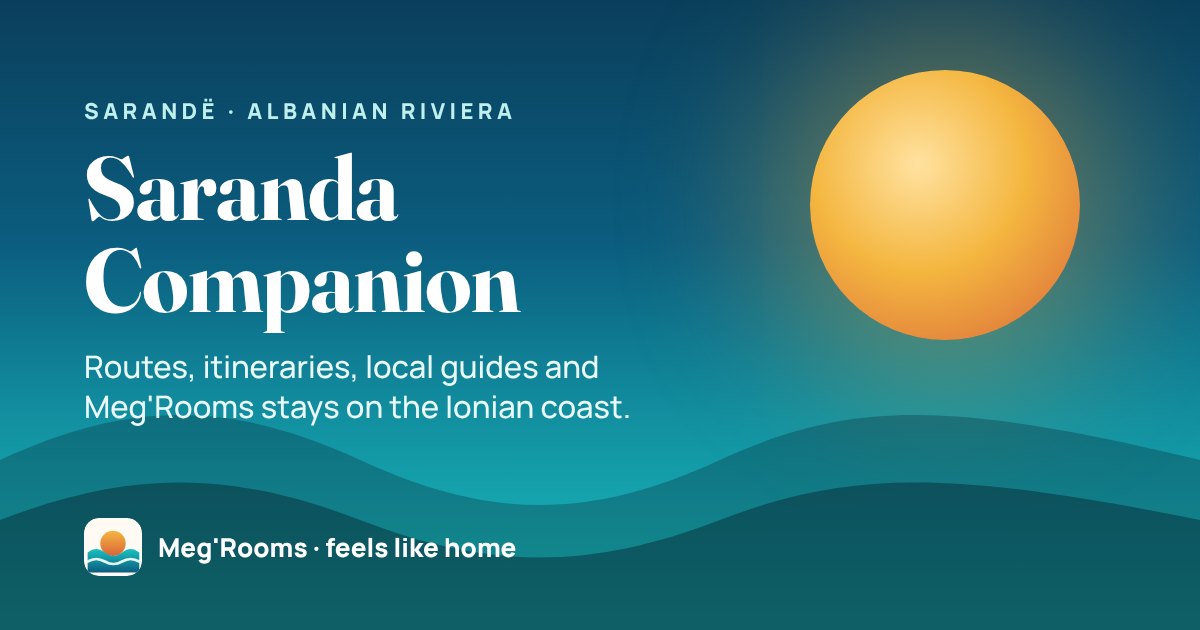 SARANDË · ALBANIAN RIVIERA
Saranda
Companion
Routes, itineraries, local guides and
Meg'Rooms stays on the Ionian coast.
Meg'Rooms · feels like home